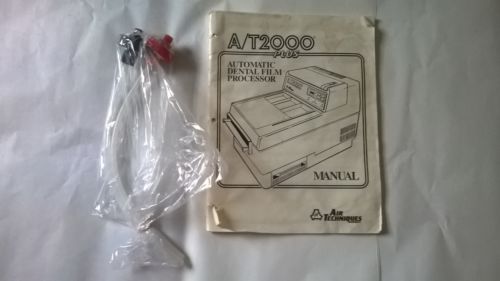 A/T2000
PLUS
AUTOMATIC
DENTAL FILM
PROCESSOR
MANUAL
AIR
TECHNIQUES